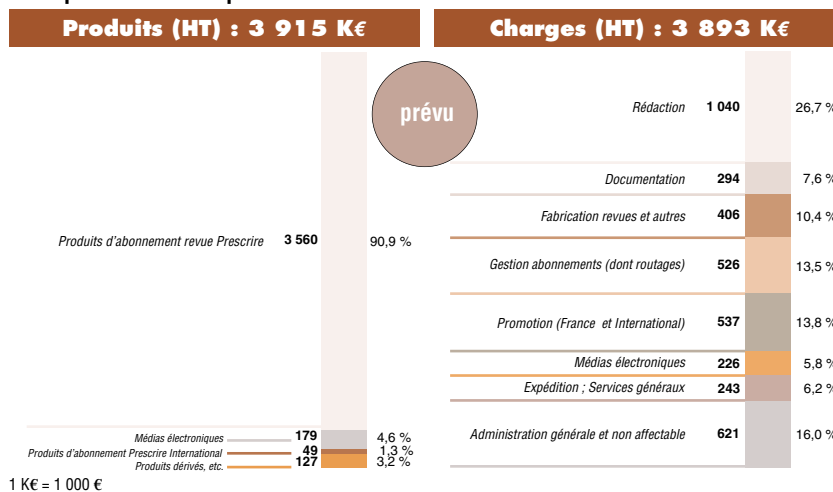 Produits (HT) : 3 915 K€
Charges (HT) : 3 893 K€
prévu
Produits d'abonnement revue Prescrire 3 560 90,9 %
Médias électroniques 179 4,6 %
Produits d'abonnement Prescrire International 49 1,3 %
Produits dérivés, etc. 127 3,2 %
Rédaction 1 040 26,7 %
Documentation 294 7,6 %
Fabrication revues et autres 406 10,4 %
Gestion abonnements (dont routages) 526 13,5 %
Promotion (France et International) 537 13,8 %
Médias électroniques 226 5,8 %
Expédition ; Services généraux 243 6,2 %
Administration générale et non affectable 621 16,0 %
1 K€ = 1 000 €